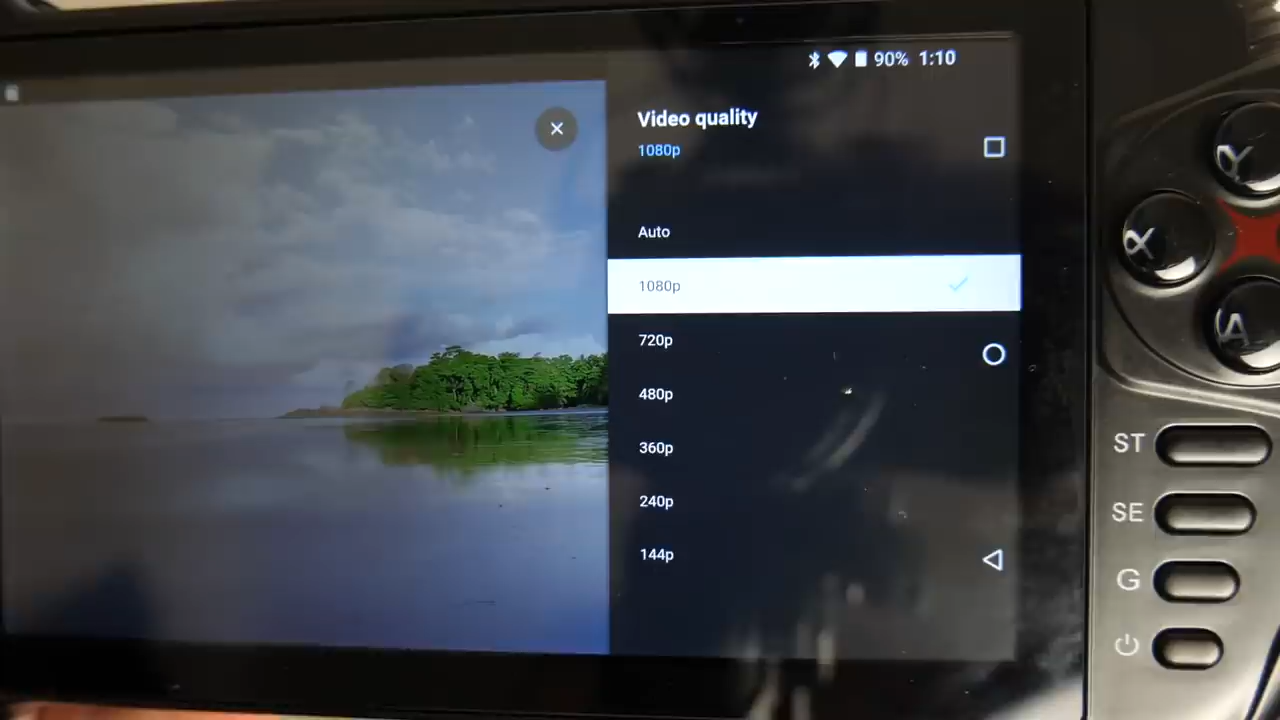 90% 1:10
Video quality
1080p
Auto
1080p
720p
480p
360p
240p
144p
Y
X
A
ST
SE
G